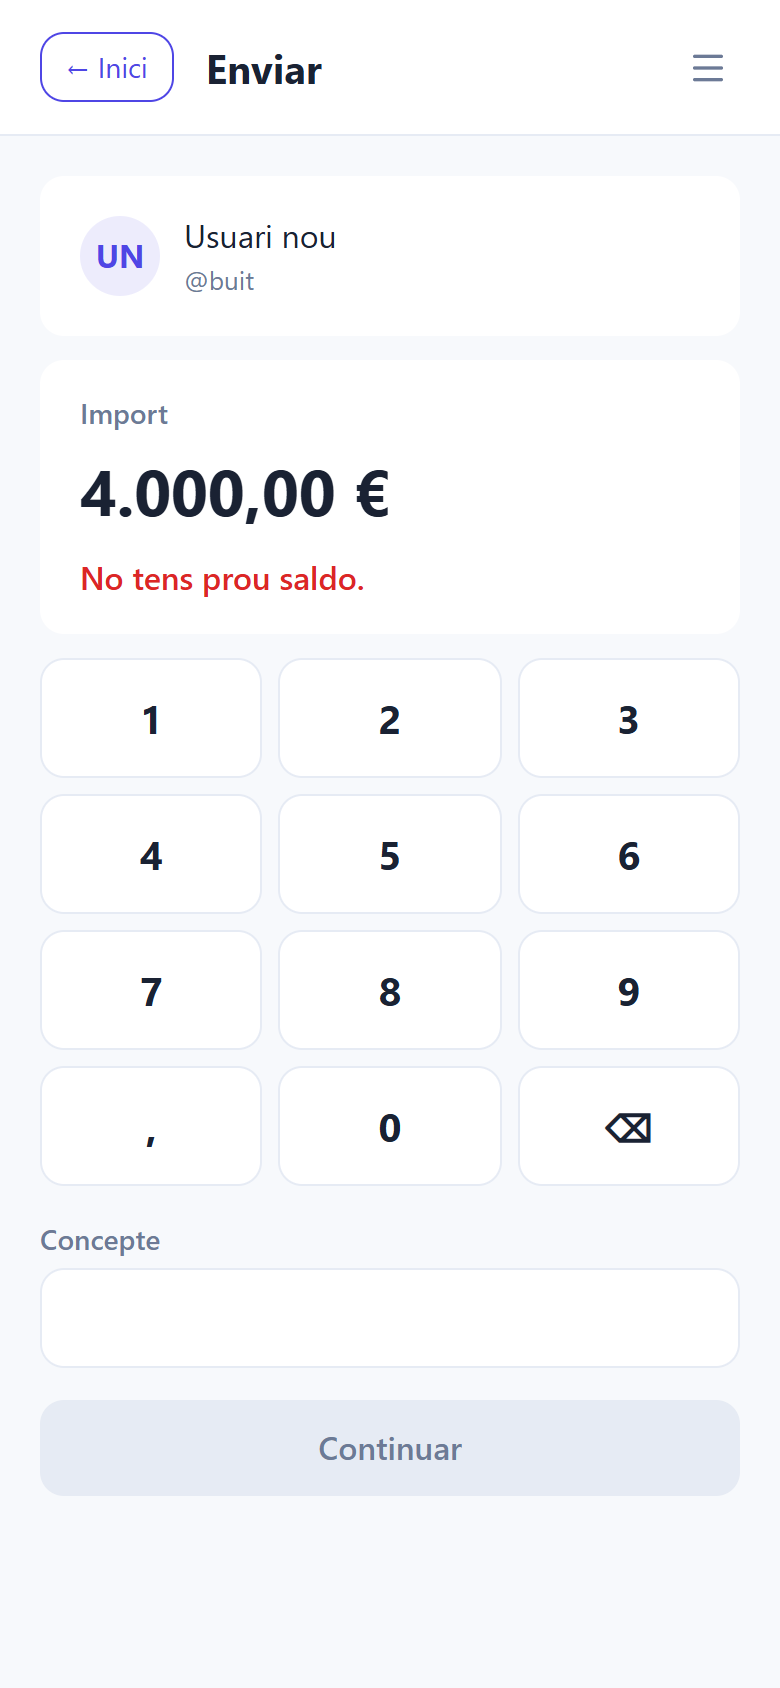 ← Inici
Enviar
UN
Usuari nou
@buit
Import
4.000,00 €
No tens prou saldo.
1 2 3
4 5 6
7 8 9
, 0 ⌫
Concepte
Continuar